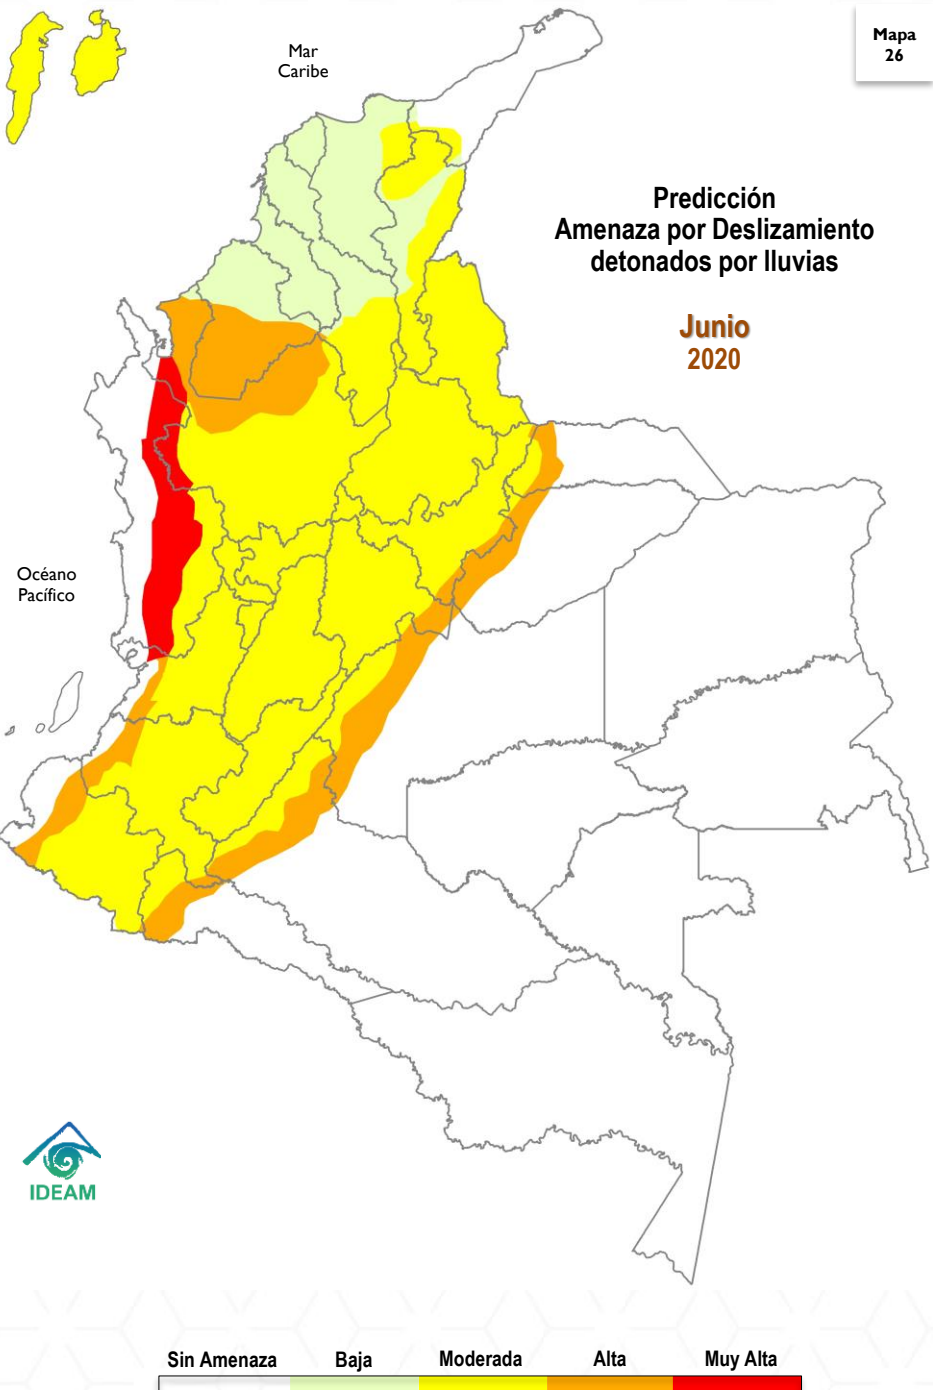 Mapa
26
Mar
Caribe
Predicción
Amenaza por Deslizamiento
detonados por lluvias
Junio
2020
Océano
Pacífico
IDEAM
Sin Amenaza Baja Moderada Alta Muy Alta